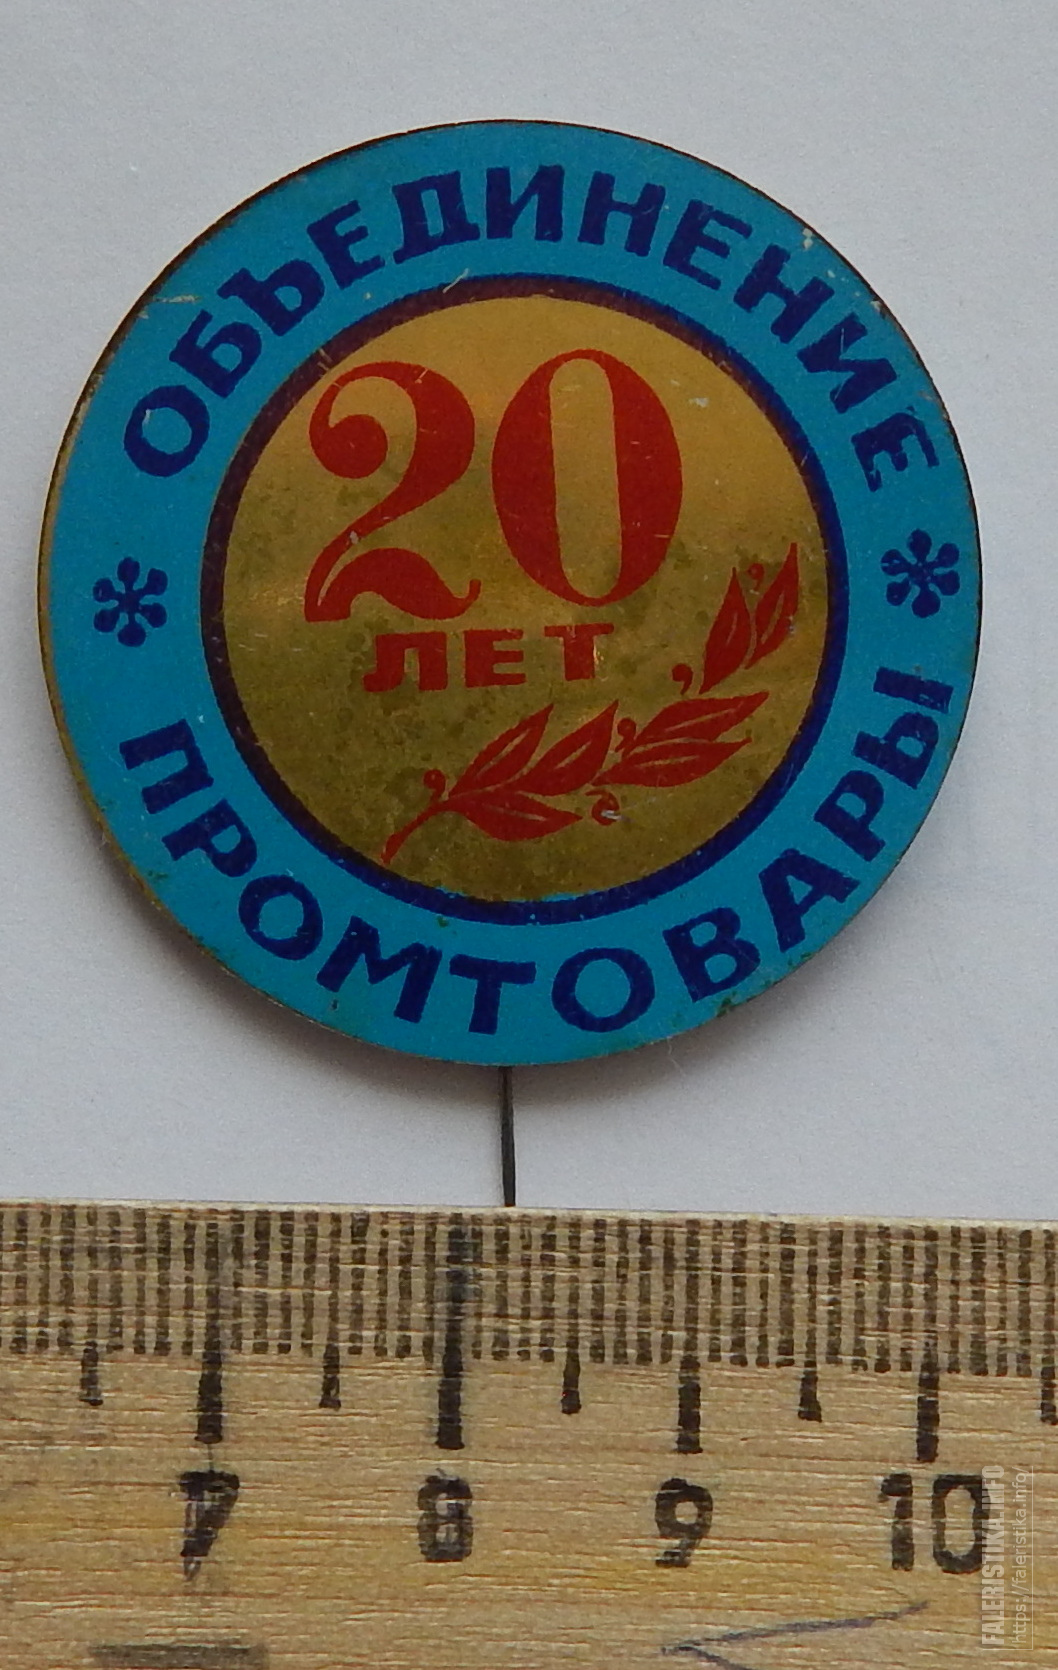 ОБЪЕДИНЕНИЕ
20
ЛЕТ
ПРОМТОВАРЫ
7 8 9 10
FALERISTIKA.INFO
https://faleristika.info/